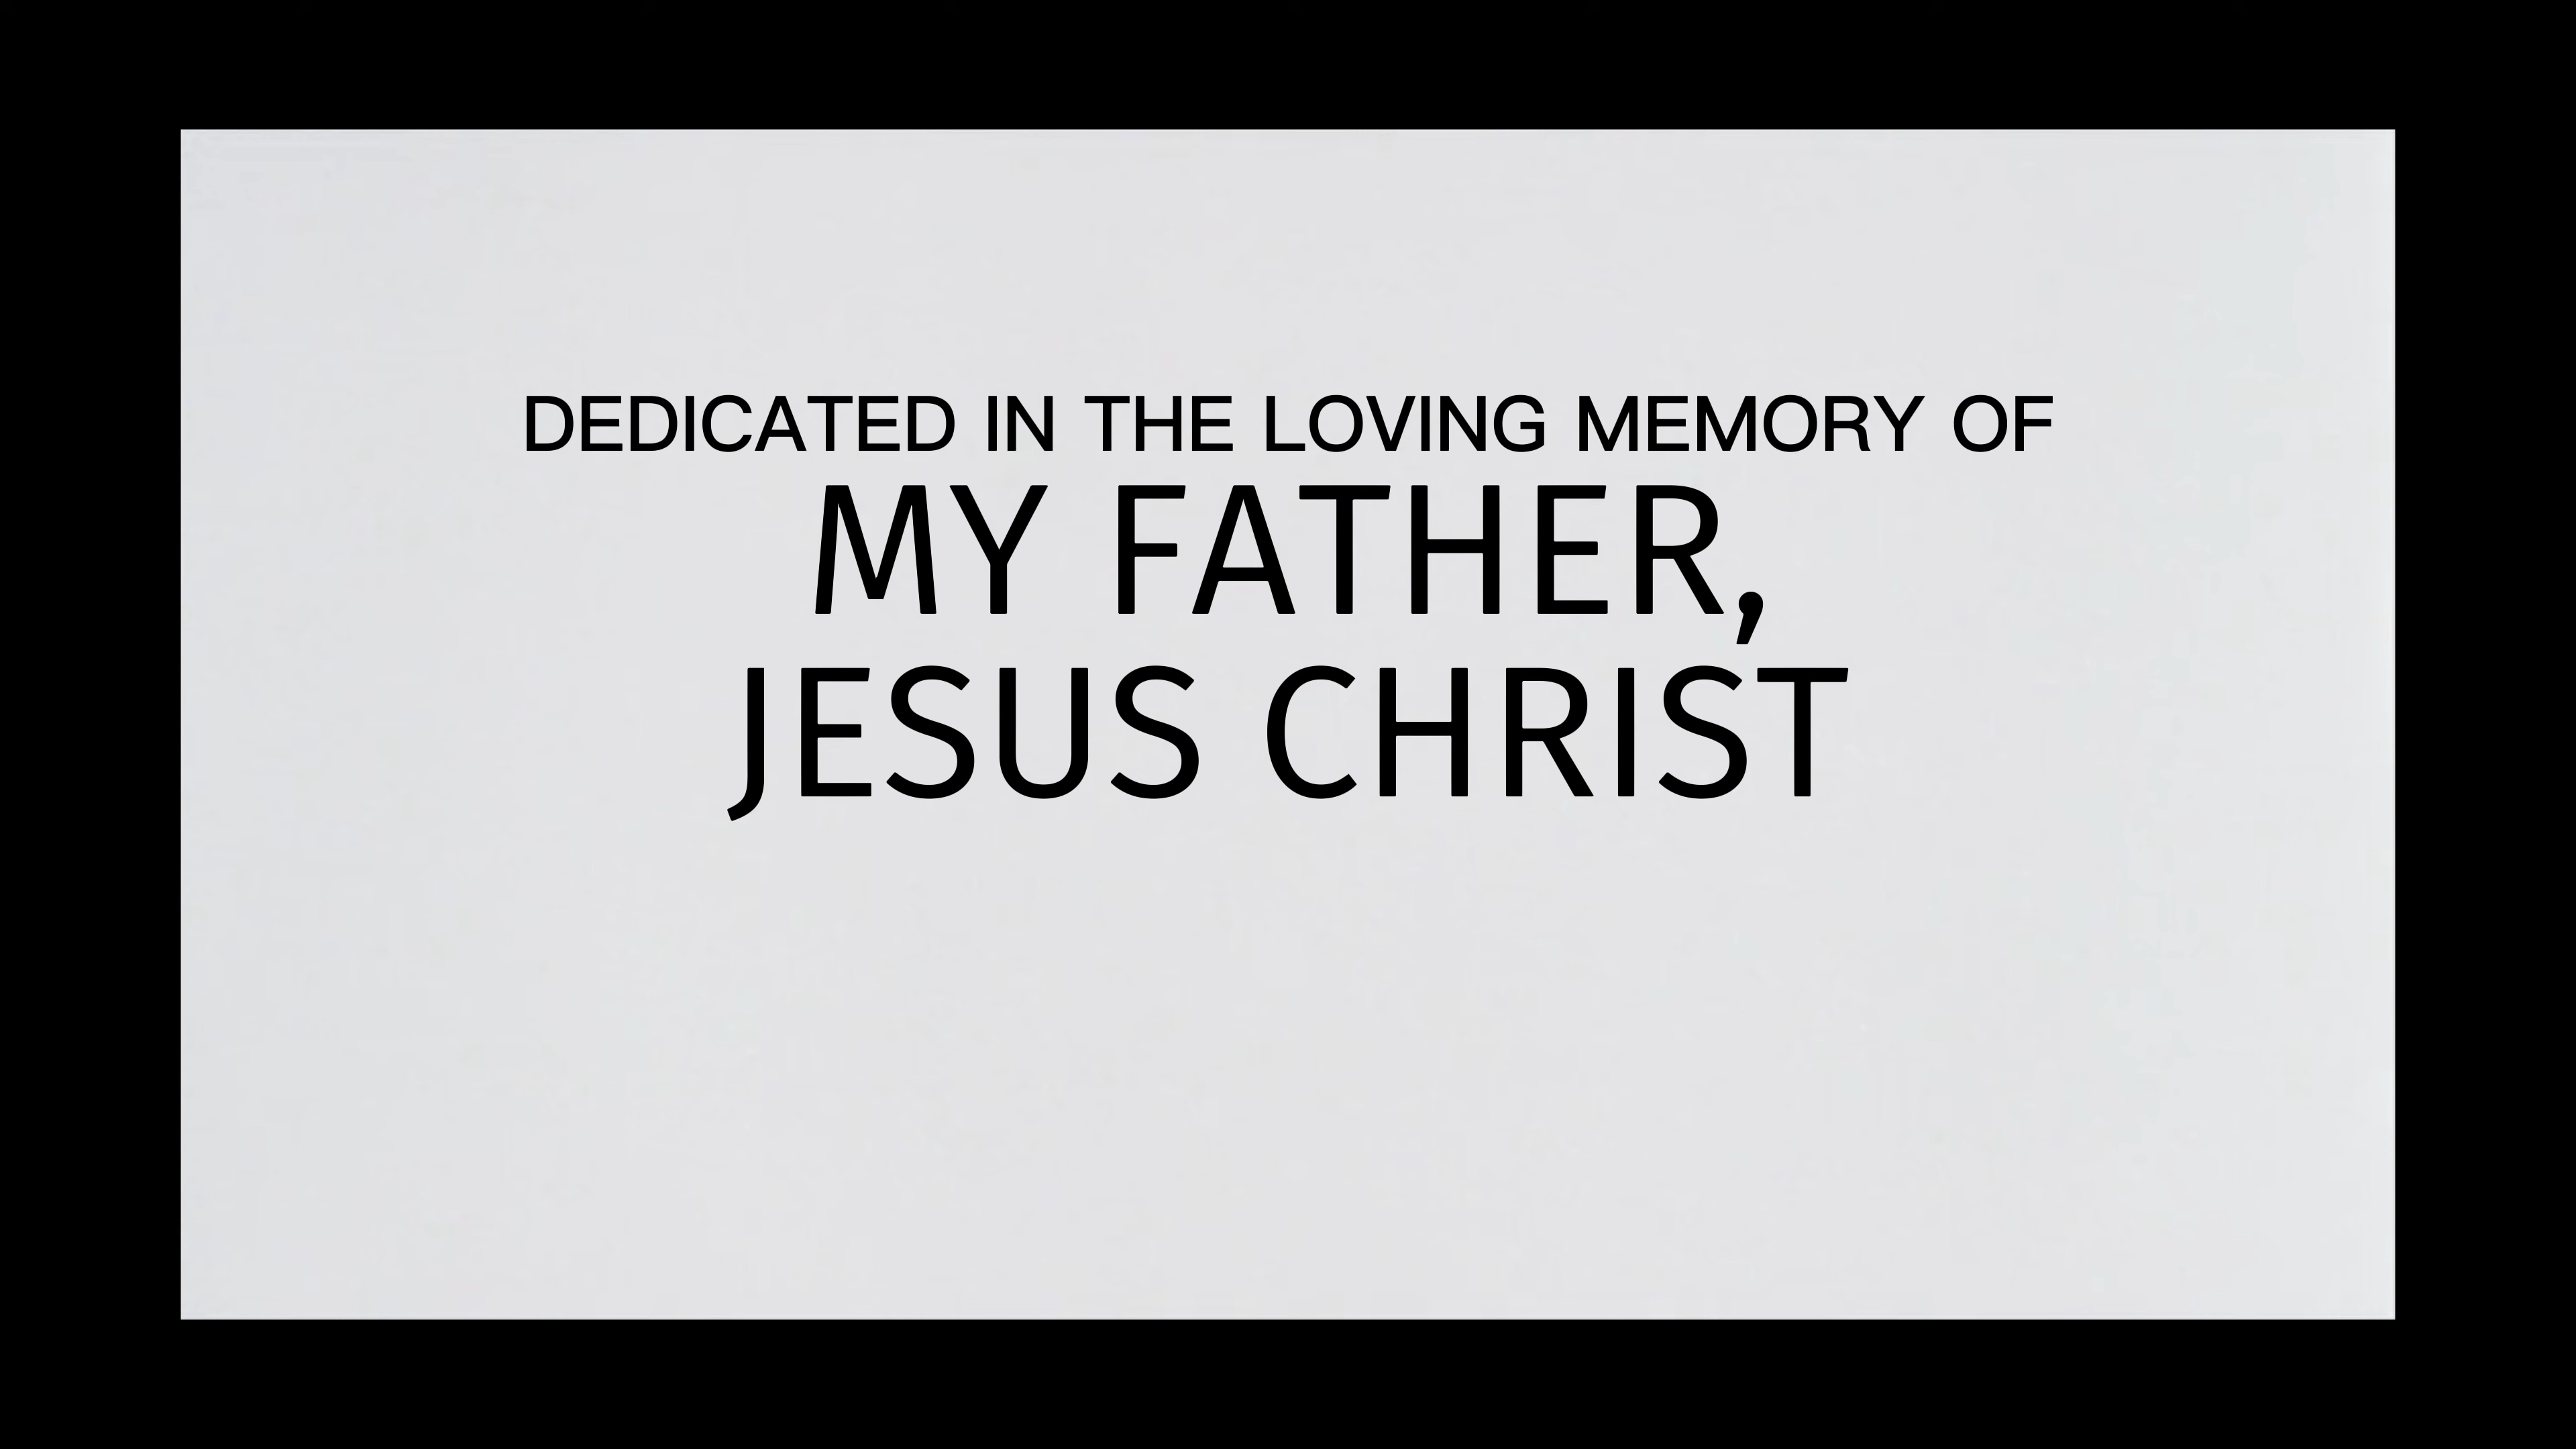 DEDICATED IN THE LOVING MEMORY OF
MY FATHER,
JESUS CHRIST